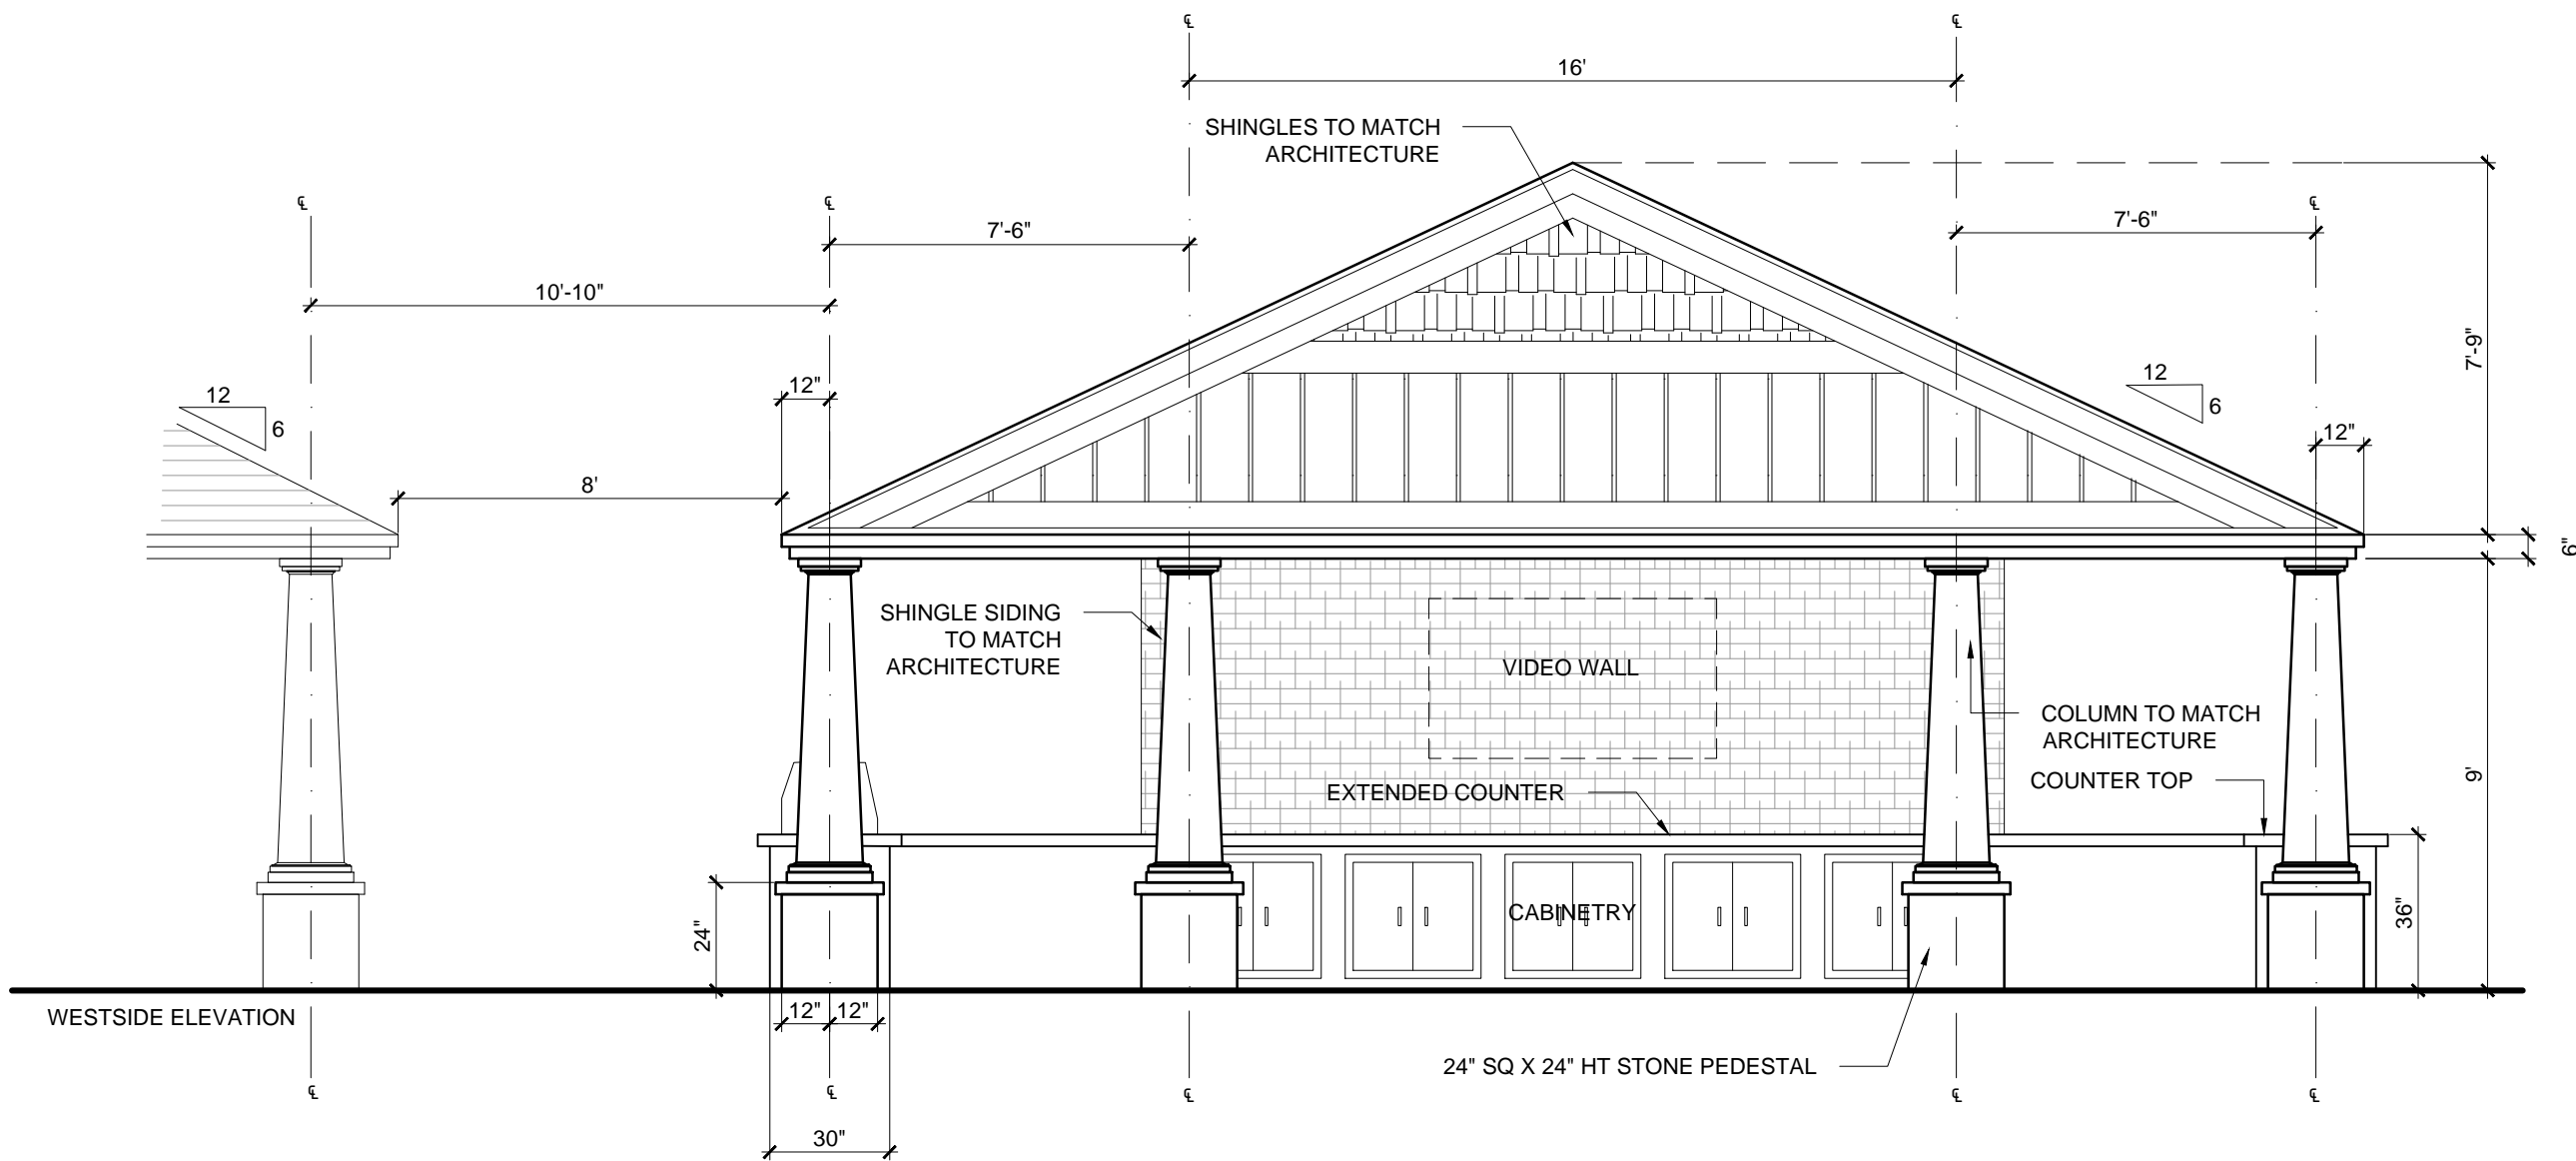 ℄
℄
16'
SHINGLES TO MATCH
ARCHITECTURE
℄
℄
℄
7'-6"
7'-6"
10'-10"
7'-9"
12"
12
6
12
6
12"
8'
6"
SHINGLE SIDING
TO MATCH
ARCHITECTURE
VIDEO WALL
COLUMN TO MATCH
ARCHITECTURE
COUNTER TOP
9'
EXTENDED COUNTER
CABINETRY
24"
36"
WESTSIDE ELEVATION
12"
12"
24" SQ X 24" HT STONE PEDESTAL
℄
℄
℄
℄
℄
30"